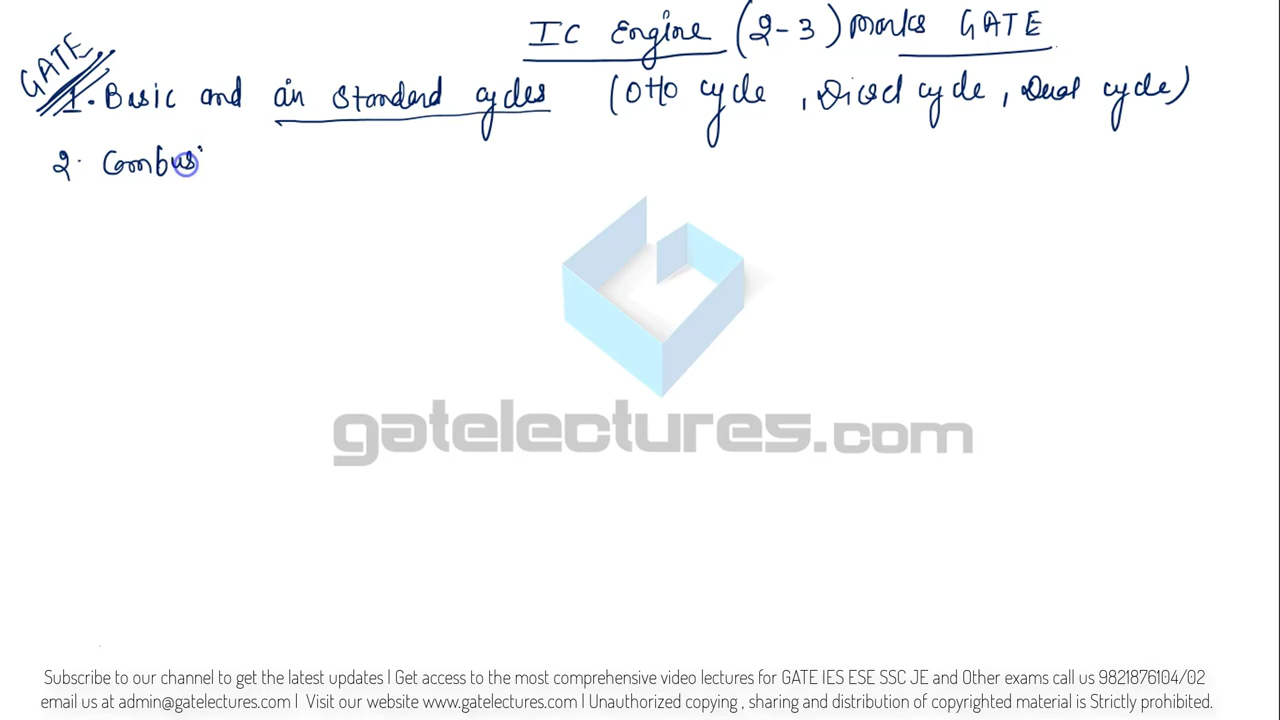 IC Engine (2-3) Marks GATE
GATE
1. Basic and air standard cycles (Otto cycle, Diesel cycle, Dual cycle)
2. Combus
gatelectures.com
Subscribe to our channel to get the latest updates | Get access to the most comprehensive video lectures for GATE IES ESE SSC JE and Other exams call us 9821876104/02
email us at admin@gatelectures.com | Visit our website www.gatelectures.com | Unauthorized copying , sharing and distribution of copyrighted material is Strictly prohibited.